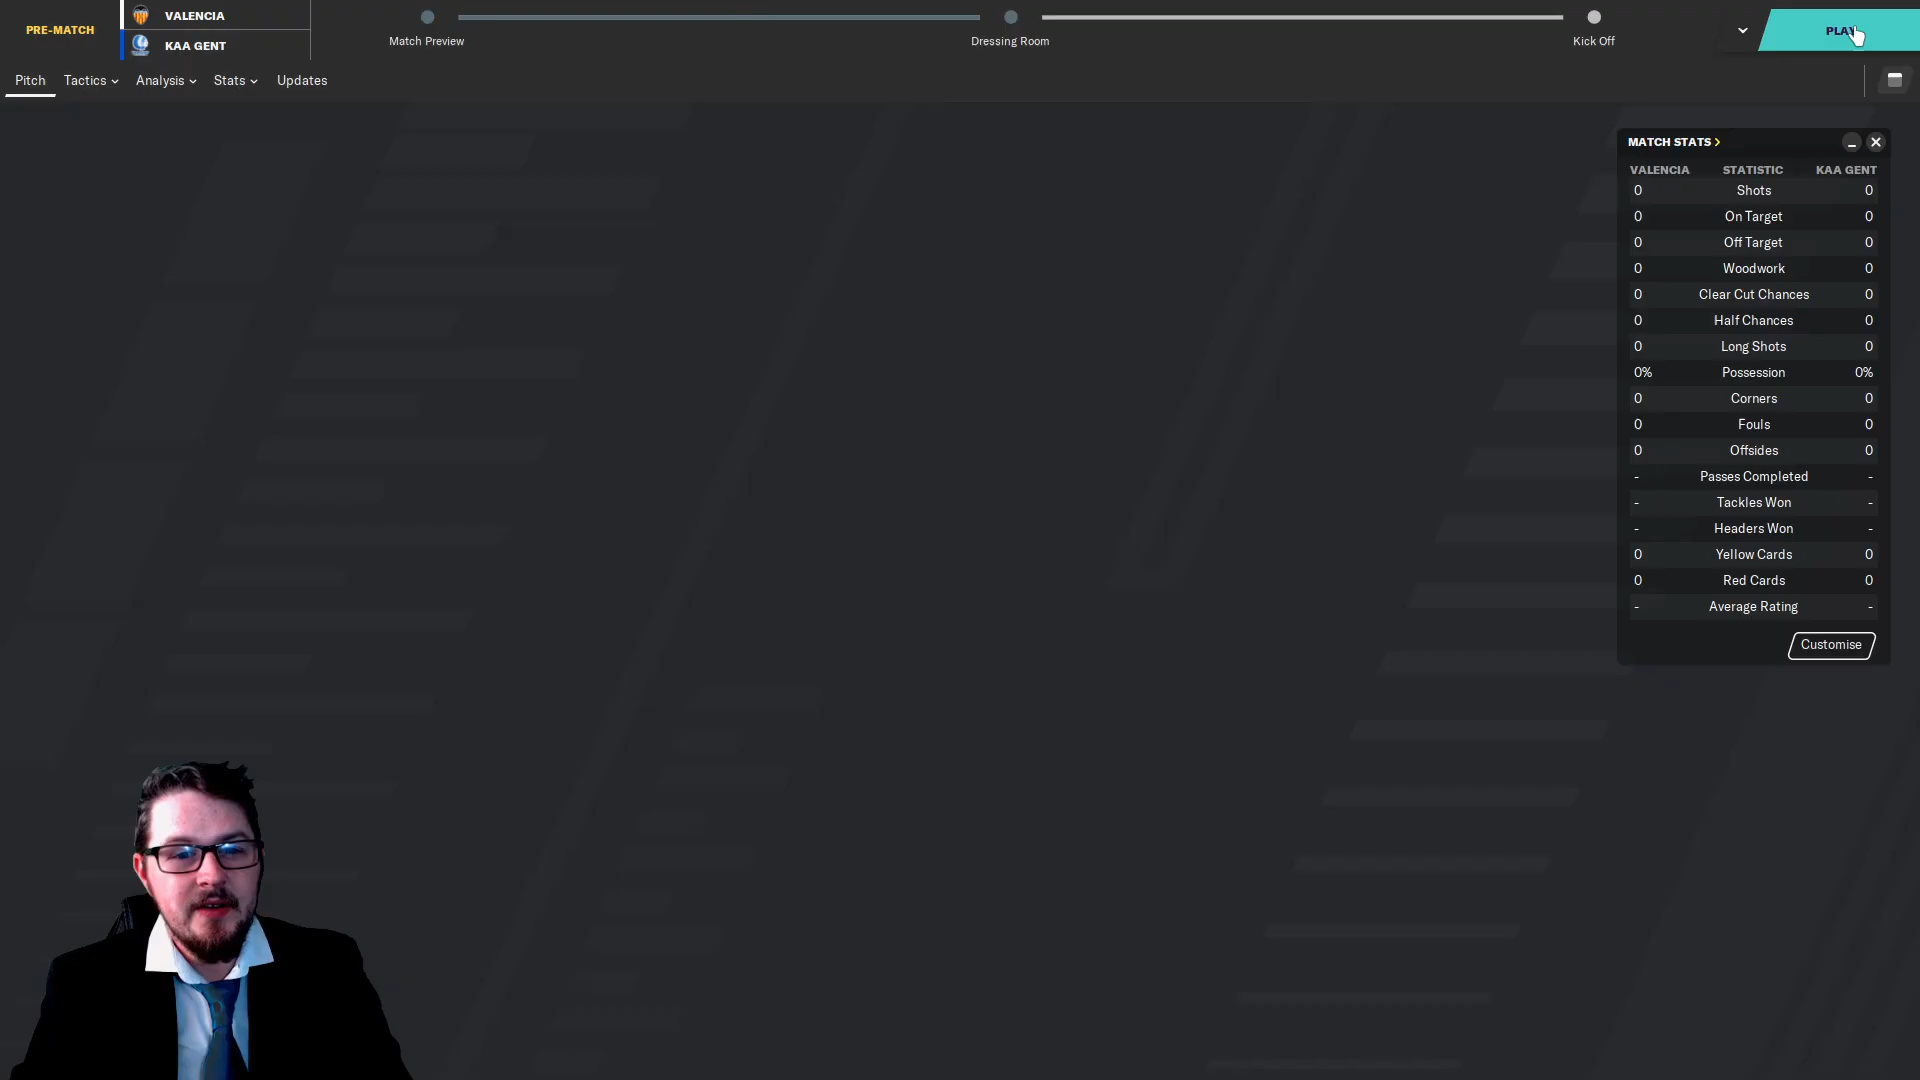 PRE-MATCH
VALENCIA
KAA GENT
Match Preview
Dressing Room
Kick Off
PLAY
Pitch
Tactics
Analysis
Stats
Updates
MATCH STATS
VALENCIA STATISTIC KAA GENT
0 Shots 0
0 On Target 0
0 Off Target 0
0 Woodwork 0
0 Clear Cut Chances 0
0 Half Chances 0
0 Long Shots 0
0% Possession 0%
0 Corners 0
0 Fouls 0
0 Offsides 0
- Passes Completed -
- Tackles Won -
- Headers Won -
0 Yellow Cards 0
0 Red Cards 0
- Average Rating -
Customise